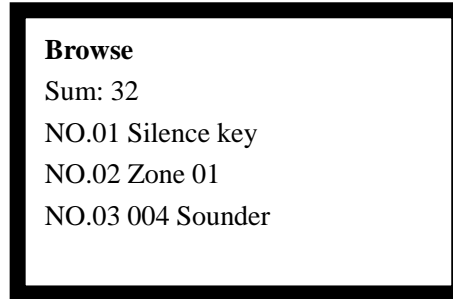 Browse
Sum: 32
NO.01 Silence key
NO.02 Zone 01
NO.03 004 Sounder